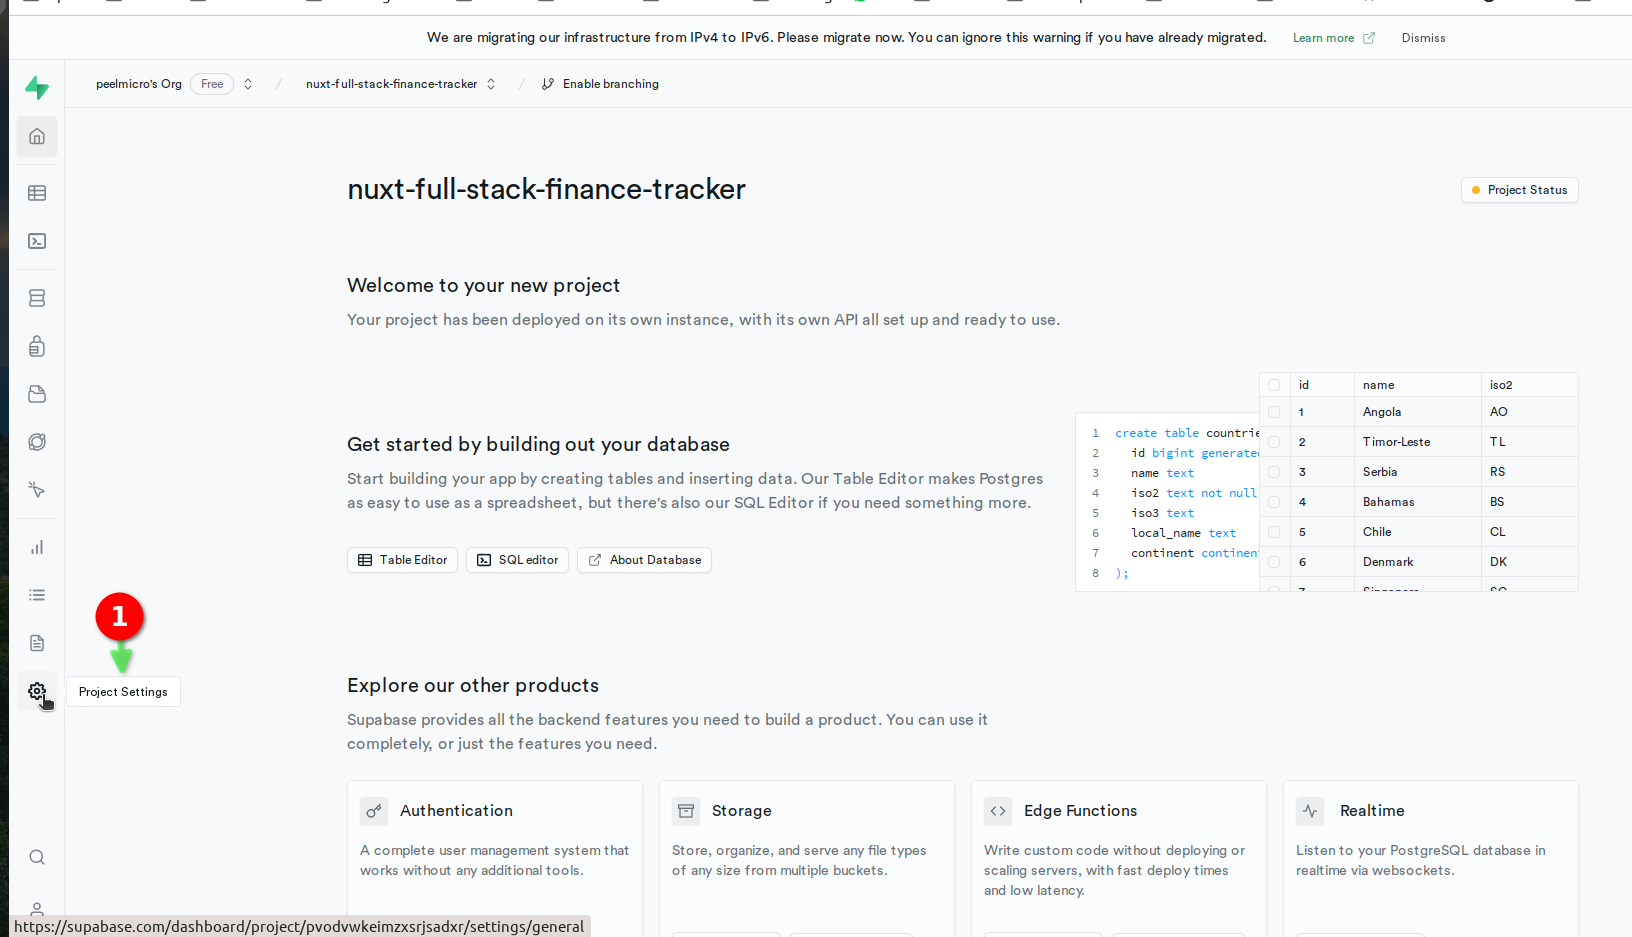 We are migrating our infrastructure from IPv4 to IPv6. Please migrate now. You can ignore this warning if you have already migrated. Learn more Dismiss
peelmicro's Org Free / nuxt-full-stack-finance-tracker / Enable branching
nuxt-full-stack-finance-tracker
Project Status
Welcome to your new project
Your project has been deployed on its own instance, with its own API all set up and ready to use.
Get started by building out your database
Start building your app by creating tables and inserting data. Our Table Editor makes Postgres
as easy to use as a spreadsheet, but there's also our SQL Editor if you need something more.
Table Editor SQL editor About Database
1 create table countrie
2 id bigint generated
3 name text
4 iso2 text not null
5 iso3 text
6 local_name text
7 continent continen
8 );
id name iso2
1 Angola AO
2 Timor-Leste TL
3 Serbia RS
4 Bahamas BS
5 Chile CL
6 Denmark DK
7 Singapore SG
1
Project Settings
Explore our other products
Supabase provides all the backend features you need to build a product. You can use it
completely, or just the features you need.
Authentication
A complete user management system that
works without any additional tools.
Storage
Store, organize, and serve any file types
of any size from multiple buckets.
Edge Functions
Write custom code without deploying or
scaling servers, with fast deploy times
and low latency.
Realtime
Listen to your PostgreSQL database in
realtime via websockets.
https://supabase.com/dashboard/project/pvodvwkeimzxsrjsadxr/settings/general